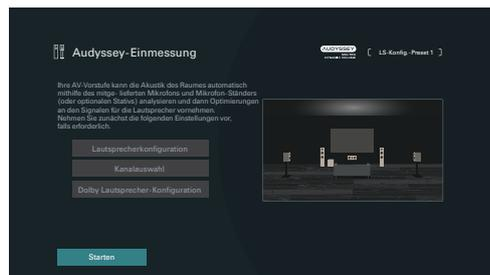 Audyssey-Einmessung
AUDYSSEY
LS-Konfig.-Preset 1
Ihre AV-Vorstufe kann die Akustik des Raumes automatisch
mithilfe des mitge- lieferten Mikrofons und Mikrofon-Ständers
(oder optionalen Stativs) analysieren und dann Optimierungen
an den Signalen für die Lautsprecher vornehmen.
Nehmen Sie zunächst die folgenden Einstellungen vor,
falls erforderlich.
Lautsprecherkonfiguration
Kanalauswahl
Dolby Lautsprecher-Konfiguration
Starten